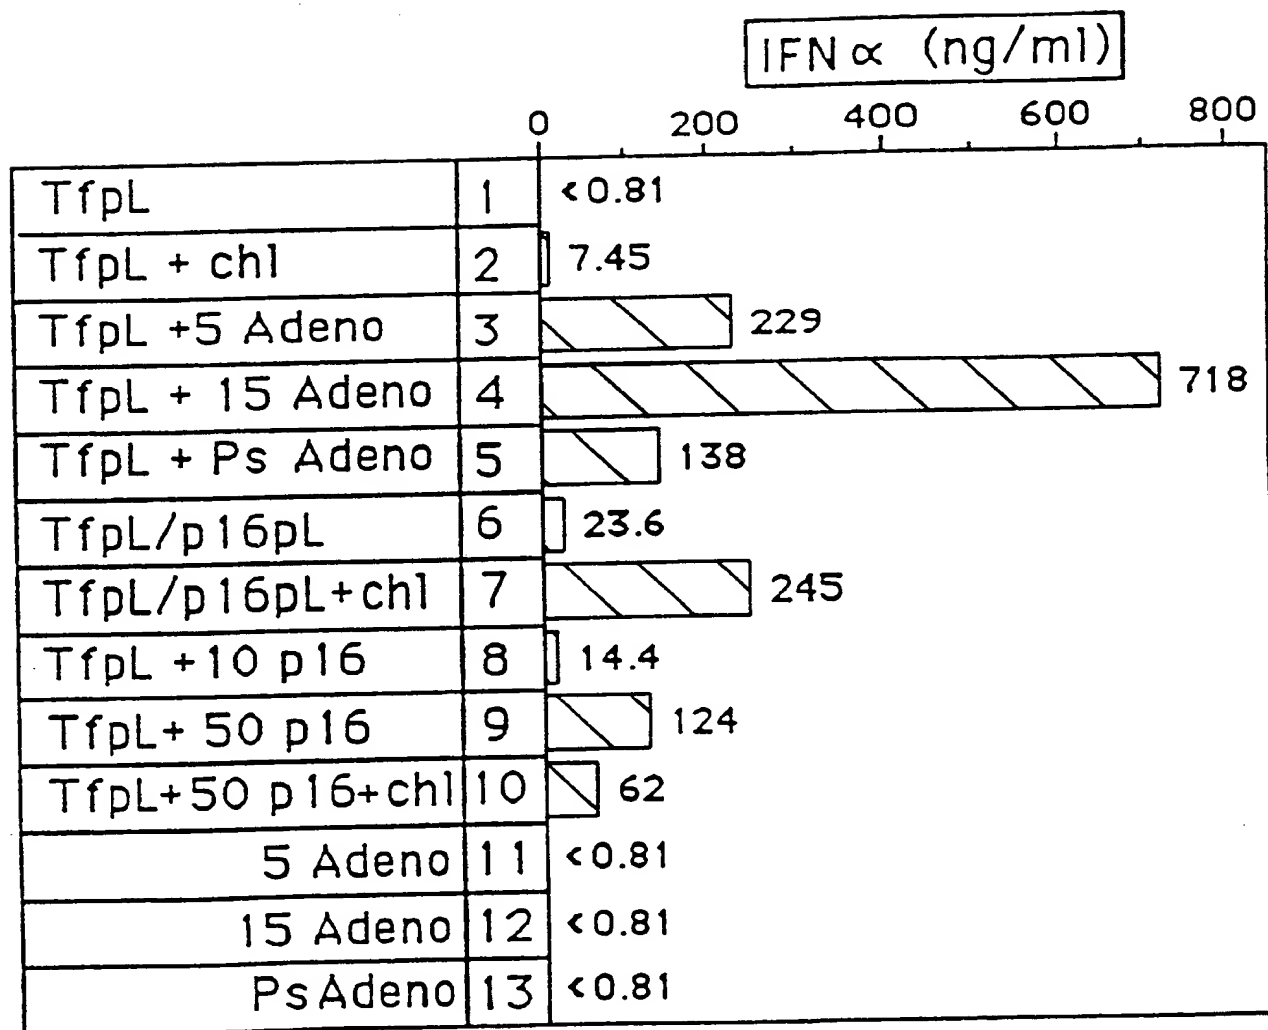 IFN ∝ (ng/ml)
0 200 400 600 800
TfpL 1 <0.81
TfpL + chl 2 7.45
TfpL +5 Adeno 3 229
TfpL + 15 Adeno 4 718
TfpL + Ps Adeno 5 138
TfpL/p16pL 6 23.6
TfpL/p16pL+chl 7 245
TfpL +10 p16 8 14.4
TfpL+ 50 p16 9 124
TfpL+50 p16+chl 10 62
5 Adeno 11 <0.81
15 Adeno 12 <0.81
PsAdeno 13 <0.81